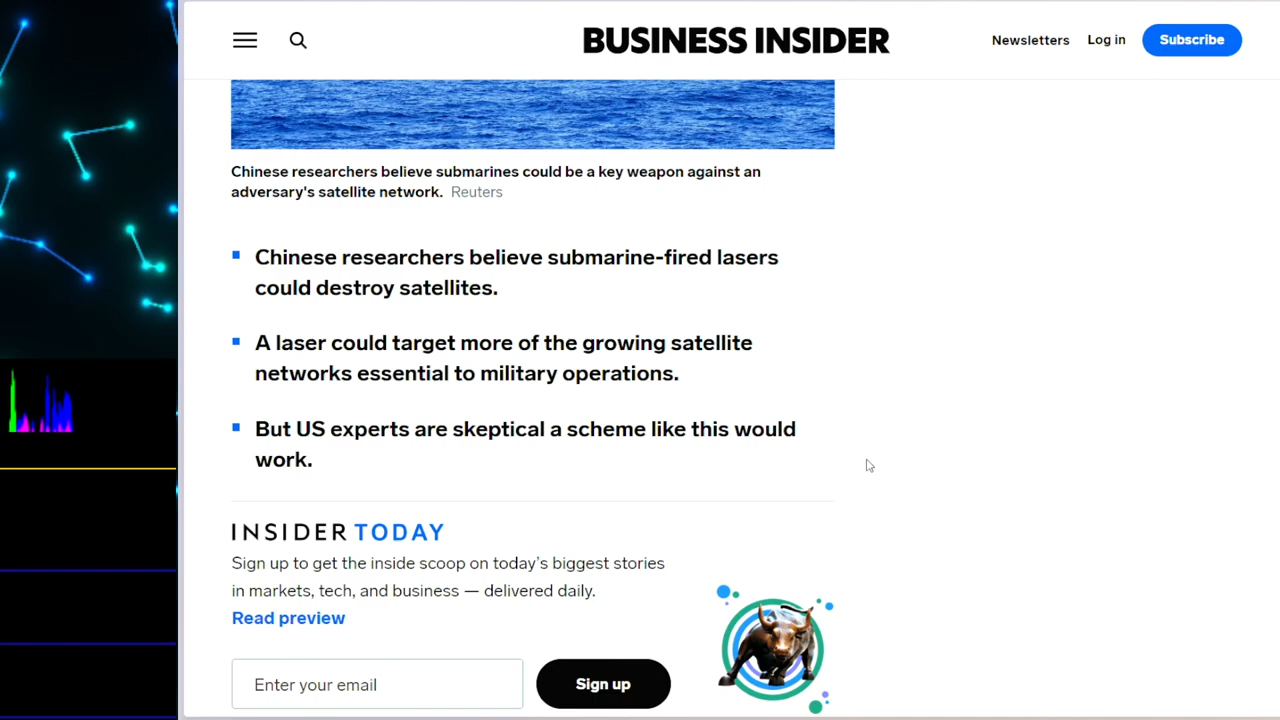 BUSINESS INSIDER
Newsletters
Log in
Subscribe
Chinese researchers believe submarines could be a key weapon against an
adversary's satellite network. Reuters
Chinese researchers believe submarine-fired lasers
could destroy satellites.
A laser could target more of the growing satellite
networks essential to military operations.
But US experts are skeptical a scheme like this would
work.
INSIDER TODAY
Sign up to get the inside scoop on today's biggest stories
in markets, tech, and business — delivered daily.
Read preview
Enter your email
Sign up